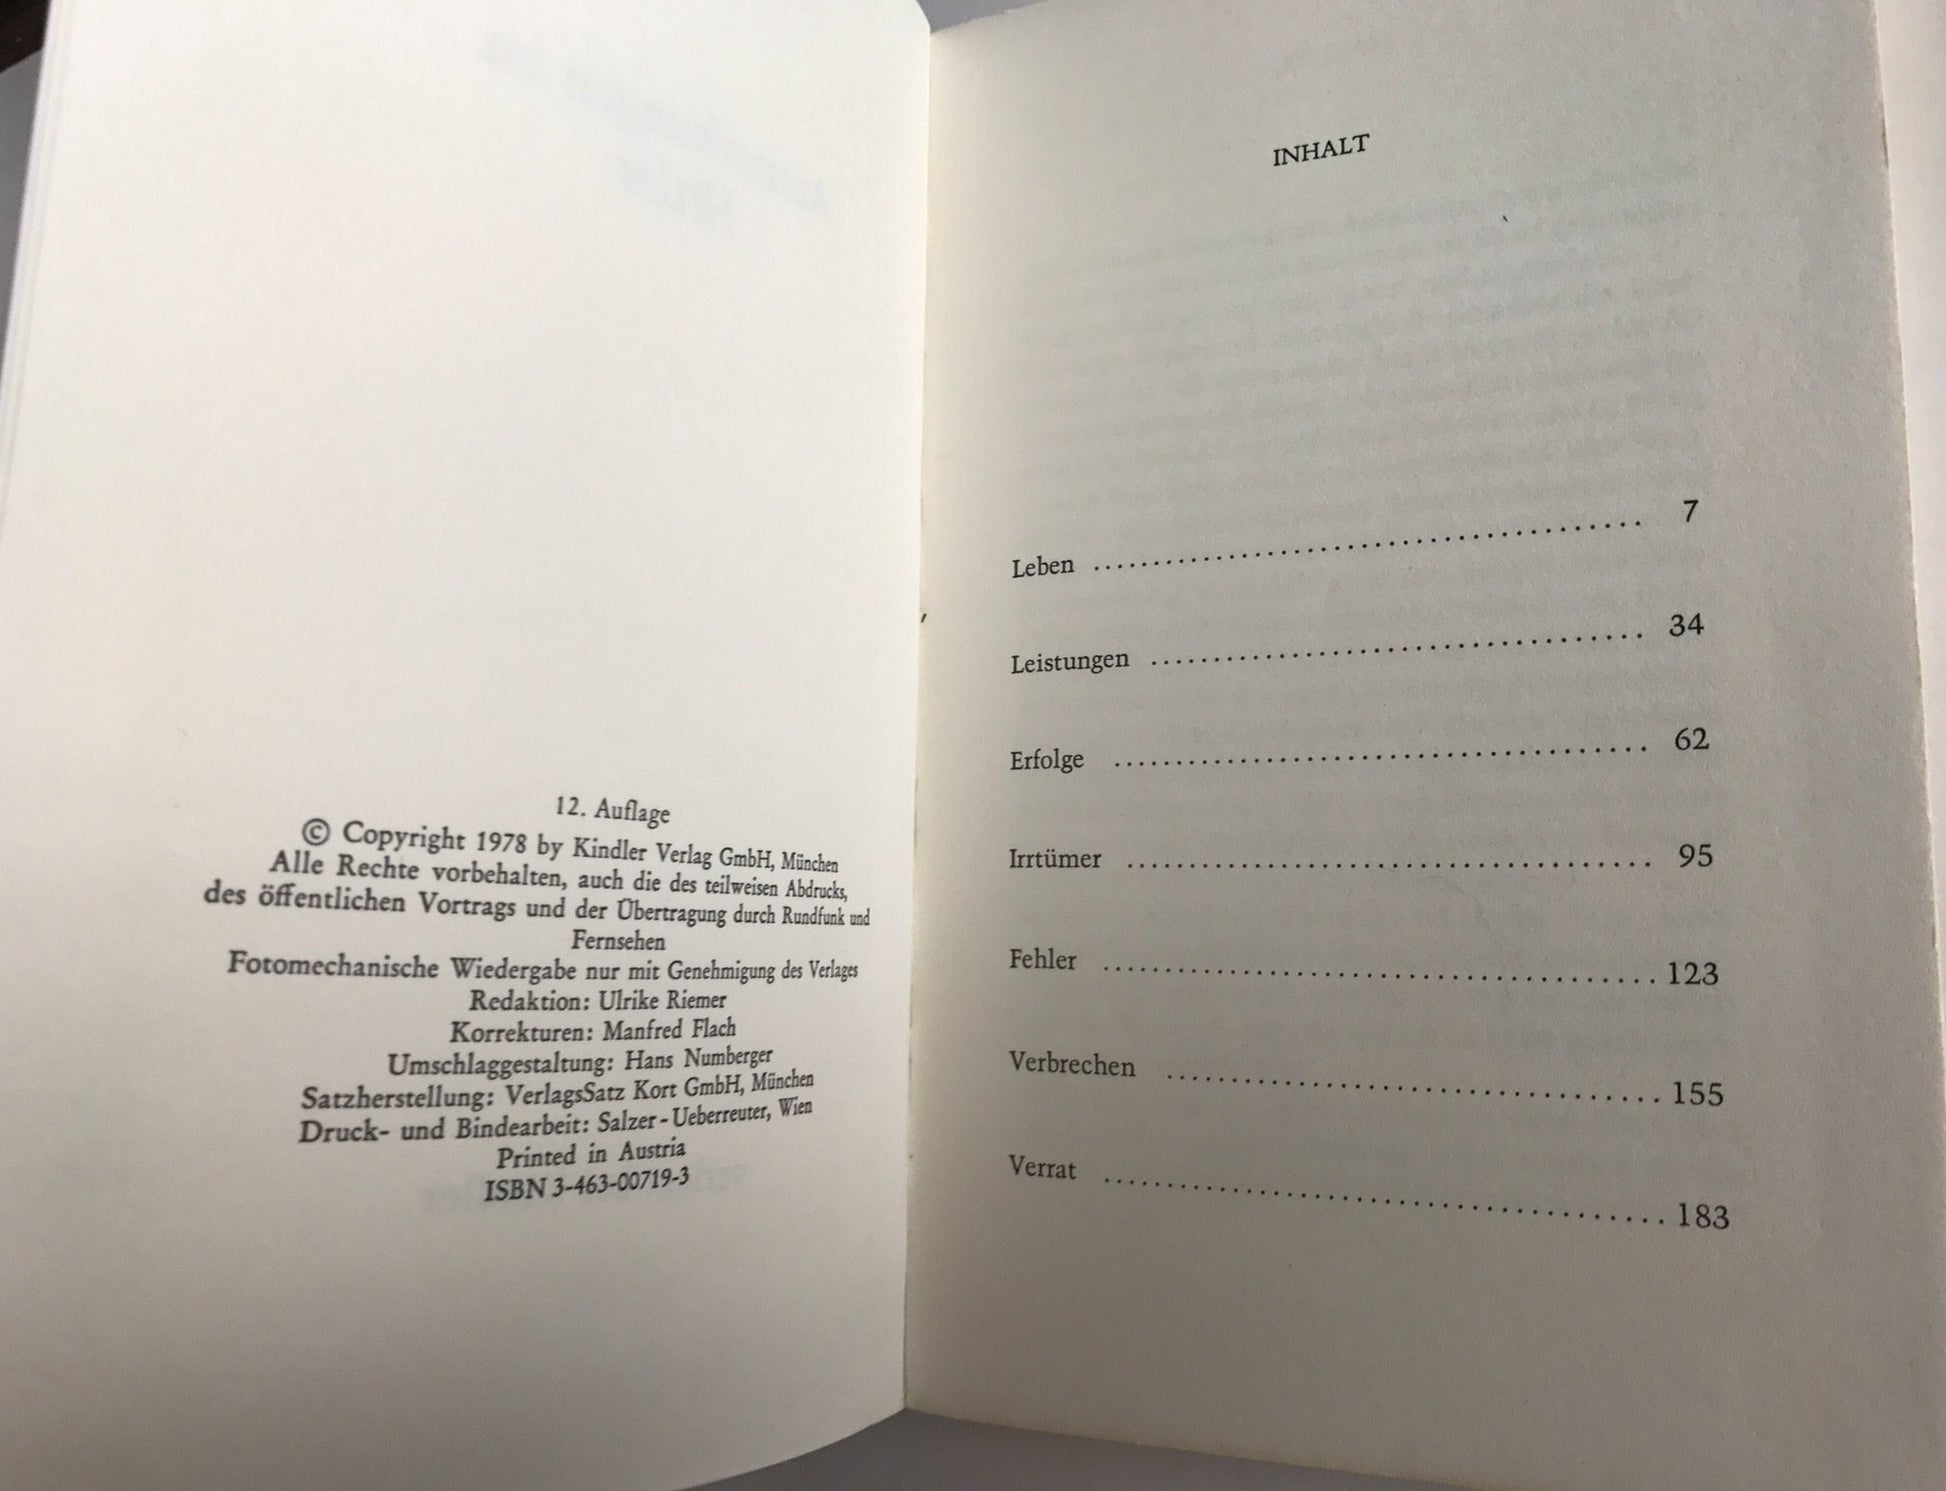 12. Auflage
© Copyright 1978 by Kindler Verlag GmbH, München
Alle Rechte vorbehalten, auch die des teilweisen Abdrucks,
des öffentlichen Vortrags und der Übertragung durch Rundfunk und
Fernsehen
Fotomechanische Wiedergabe nur mit Genehmigung des Verlages
Redaktion: Ulrike Riemer
Korrekturen: Manfred Flach
Umschlaggestaltung: Hans Numberger
Satzherstellung: VerlagsSatz Kort GmbH, München
Druck- und Bindearbeit: Salzer-Ueberreuter, Wien
Printed in Austria
ISBN 3-463-00719-3
INHALT
Leben ........................................ 7
Leistungen ........................................ 34
Erfolge ........................................ 62
Irrtümer ........................................ 95
Fehler ........................................ 123
Verbrechen ........................................ 155
Verrat ........................................ 183